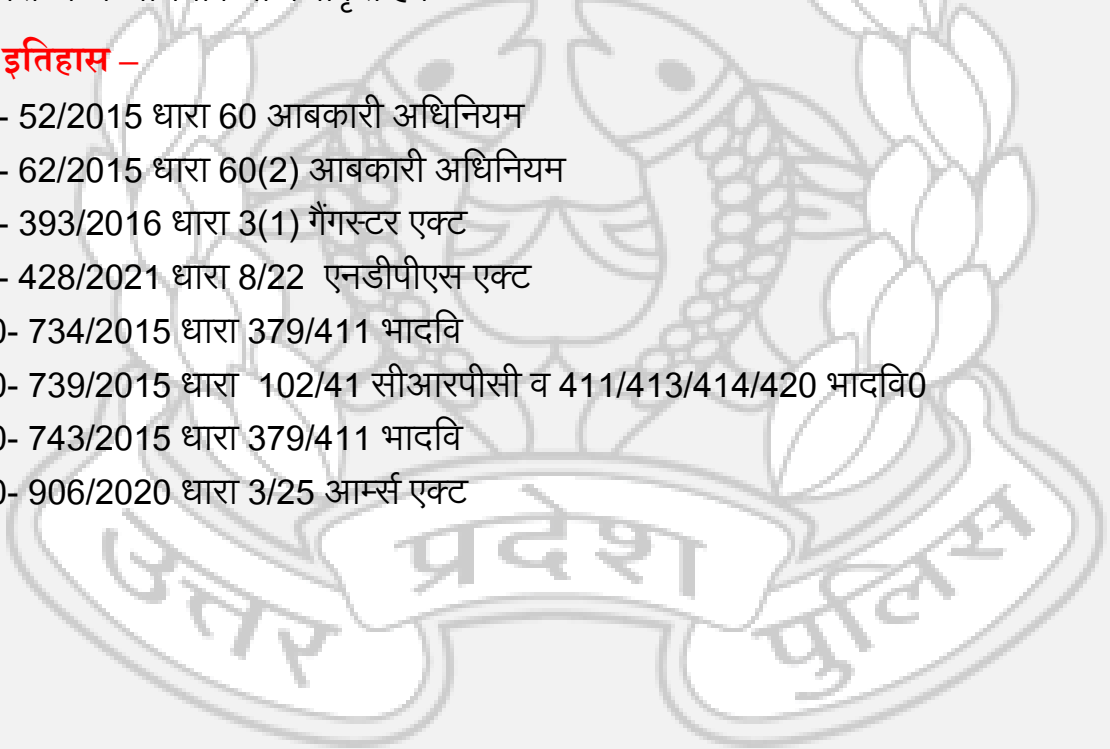 इतिहास –
- 52/2015 धारा 60 आबकारी अधिनियम
- 62/2015 धारा 60(2) आबकारी अधिनियम
- 393/2016 धारा 3(1) गैंगस्टर एक्ट
- 428/2021 धारा 8/22 एनडीपीएस एक्ट
0- 734/2015 धारा 379/411 भादवि
0- 739/2015 धारा 102/41 सीआरपीसी व 411/413/414/420 भादवि0
0- 743/2015 धारा 379/411 भादवि
0- 906/2020 धारा 3/25 आर्म्स एक्ट
उत्तर प्रदेश पुलिस